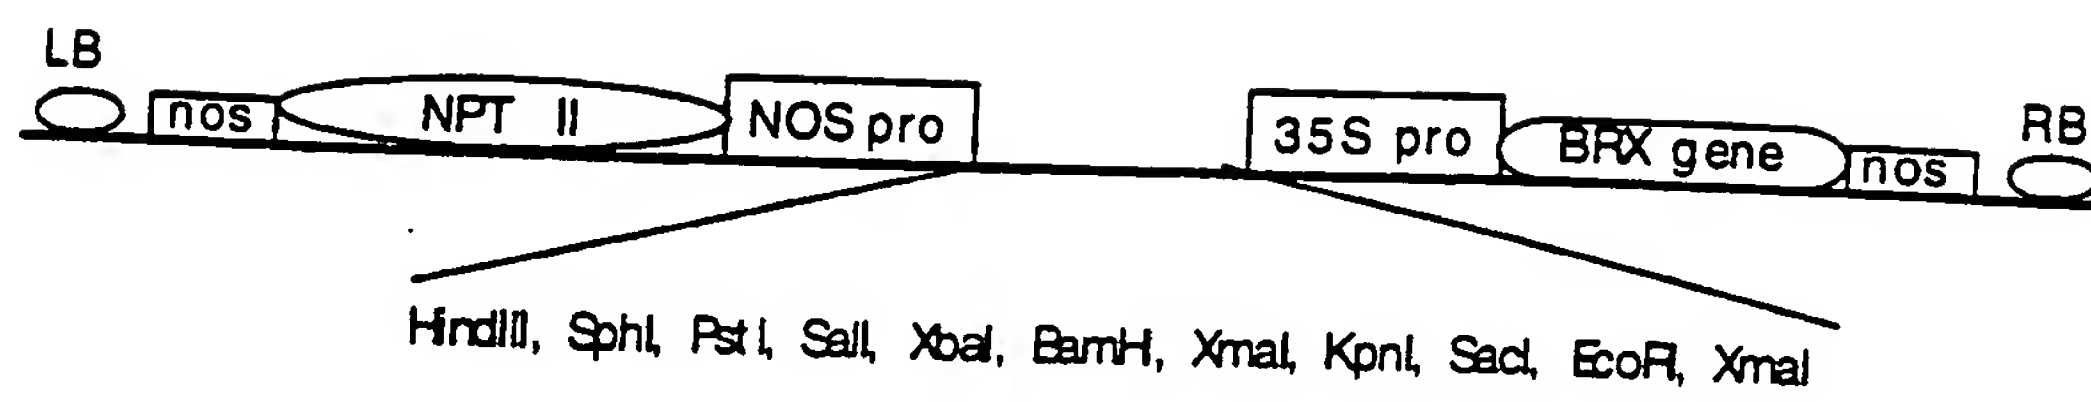 LB
nos NPT II NOS pro 35S pro BRX gene nos RB
HindIII, SphI, PstI, SalI, XbaI, BamH, XmaI, KpnI, SacI, EcoRI, XmaI